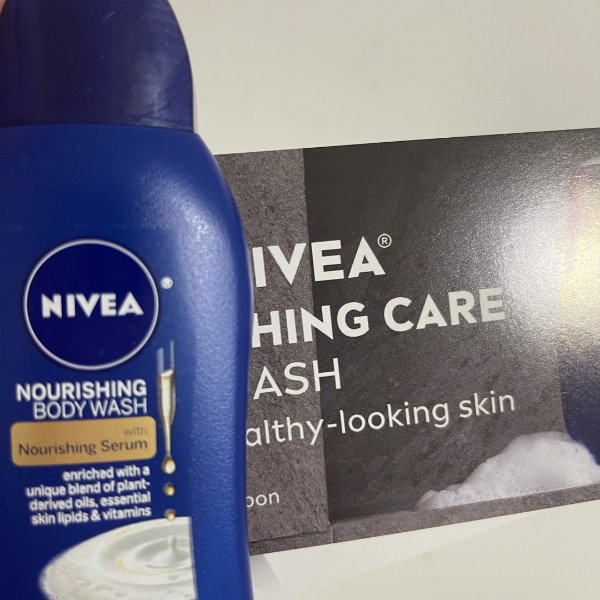 NIVEA®
NOURISHING
BODY WASH
with
Nourishing Serum
enriched with a
unique blend of plant-
derived oils, essential
skin lipids & vitamins
IVEA®
HING CARE
ASH
althy-looking skin
oon